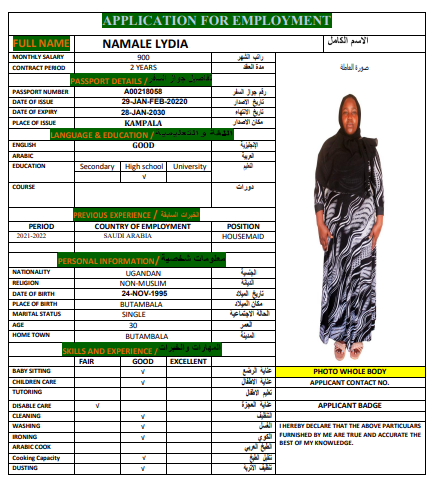 APPLICATION FOR EMPLOYMENT
FULL NAME NAMALE LYDIA الاسم الكامل
MONTHLY SALARY 900 راتب الشهر
CONTRACT PERIOD 2 YEARS مدة العقد
صورة العاملة
PASSPORT DETAILS / تفاصيل جواز السفر
PASSPORT NUMBER A00218058 رقم جواز السفر
DATE OF ISSUE 29-JAN-FEB-20220 تاريخ الاصدار
DATE OF EXPIRY 28-JAN-2030 تاريخ الانتهاء
PLACE OF ISSUE KAMPALA مكان الاصدار
LANGUAGE & EDUCATION /
ENGLISH GOOD الإنجليزية
ARABIC العربية
EDUCATION Secondary High school University التعليم
√
COURSE دورات
PREVIOUS EXPERIENCE / الخبرات السابقة
PERIOD COUNTRY OF EMPLOYMENT POSITION
2021-2022 SAUDI ARABIA HOUSEMAID
PERSONAL INFORMATION/ معلومات شخصية
NATIONALITY UGANDAN الجنسية
RELIGION NON-MUSLIM الديانة
DATE OF BIRTH 24-NOV-1995 تاريخ الميلاد
PLACE OF BIRTH BUTAMBALA مكان الميلاد
MARITAL STATUS SINGLE الحالة الاجتماعية
AGE 30 العمر
HOME TOWN BUTAMBALA المدينة
SKILLS AND EXPERIENCE / المهارات والخبرات
FAIR GOOD EXCELLENT
BABY SITTING √ عناية الرضع
CHILDREN CARE √ عناية الاطفال
TUTORING تعليم الاطفال
DISABLE CARE √ عناية العجزة
CLEANING √ التنظيف
WASHING √ الغسل
IRONING √ الكوي
ARABIC COOK الطبخ العربي
Cooking Capacity √ الطبخ
DUSTING √ تنظيف الاتربة
PHOTO WHOLE BODY
APPLICANT CONTACT NO.
APPLICANT BADGE
I HEREBY DECLARE THAT THE ABOVE PARTICULARS
FURNISHED BY ME ARE TRUE AND ACCURATE THE
BEST OF MY KNOWLEDGE.